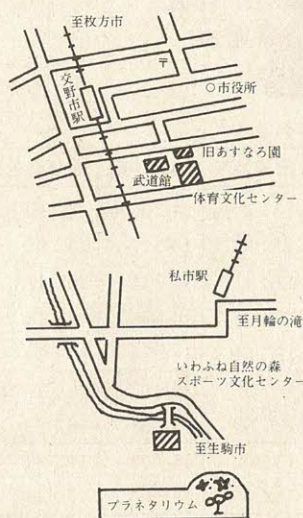 至枚方市
〒
○市役所
交野市駅
旧あすなろ園
武道館
体育文化センター
私市駅
至月輪の滝
いわふね自然の森
スポーツ文化センター
至生駒市
プラネタリウム